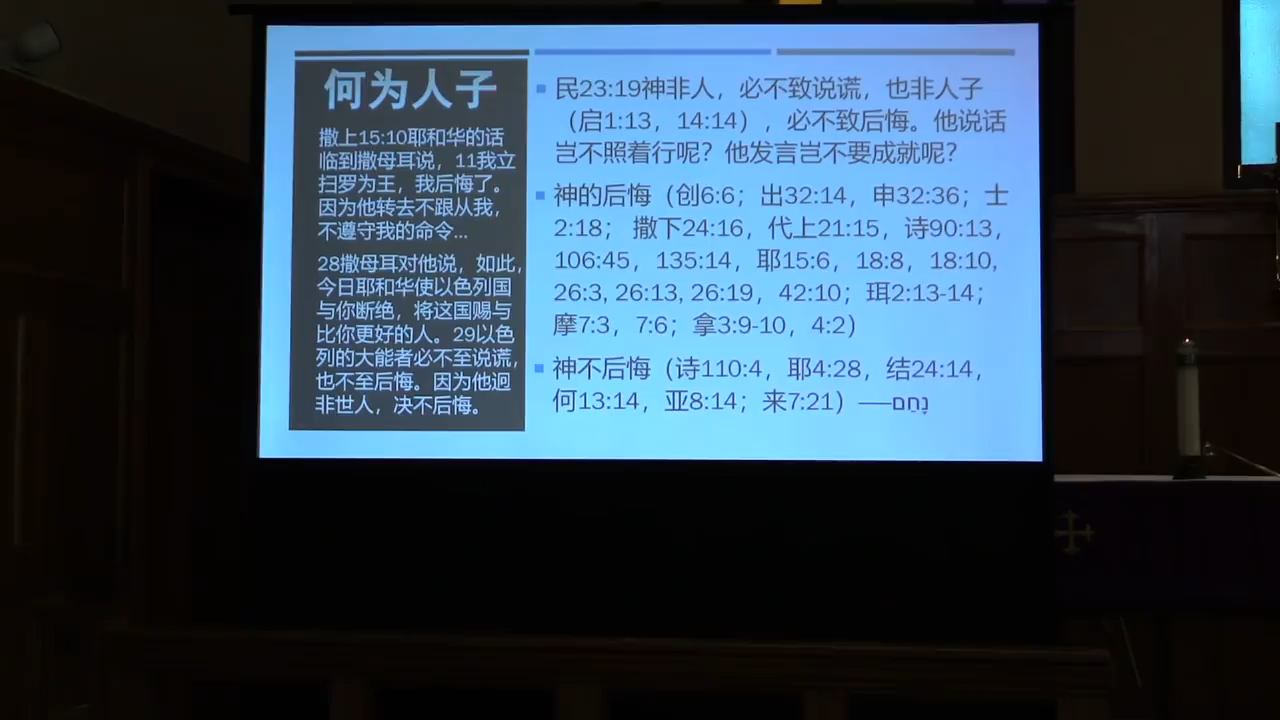 何为人子
撒上15:10耶和华的话
临到撒母耳说，11我立
扫罗为王，我后悔了。
因为他转去不跟从我，
不遵守我的命令...
28撒母耳对他说，如此，
今日耶和华使以色列国
与你断绝，将这国赐与
比你更好的人。29以色
列的大能者必不至说谎，
也不至后悔。因为他迥
非世人，决不后悔。
民23:19神非人，必不致说谎，也非人子
（启1:13，14:14），必不致后悔。他说话
岂不照着行呢？他发言岂不要成就呢？
神的后悔（创6:6；出32:14，申32:36；士
2:18； 撒下24:16，代上21:15，诗90:13，
106:45，135:14，耶15:6，18:8，18:10,
26:3, 26:13, 26:19，42:10；珥2:13-14；
摩7:3，7:6；拿3:9-10，4:2）
神不后悔（诗110:4，耶4:28，结24:14，
何13:14，亚8:14；来7:21）──נָחַם